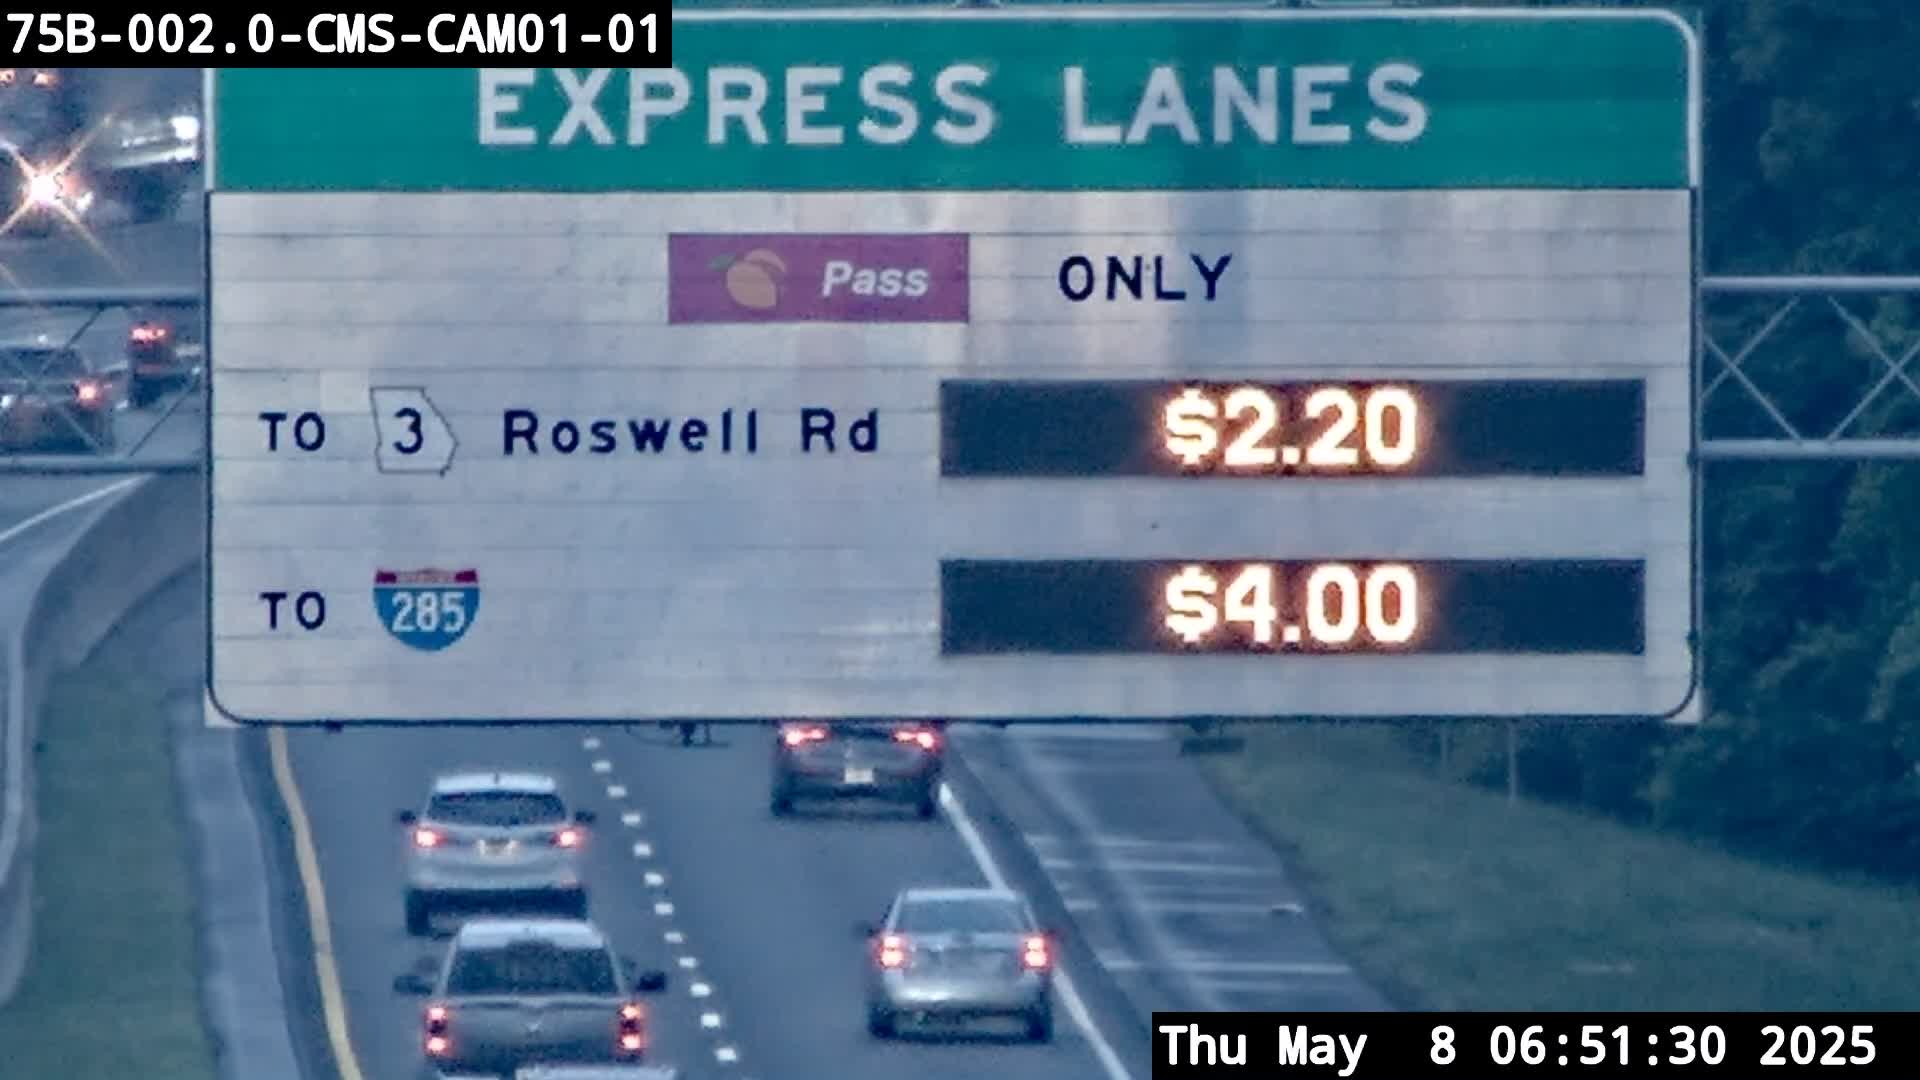 75B-002.0-CMS-CAM01-01
EXPRESS LANES
Pass ONLY
TO 3 Roswell Rd $2.20
TO 285 $4.00
Thu May 8 06:51:30 2025